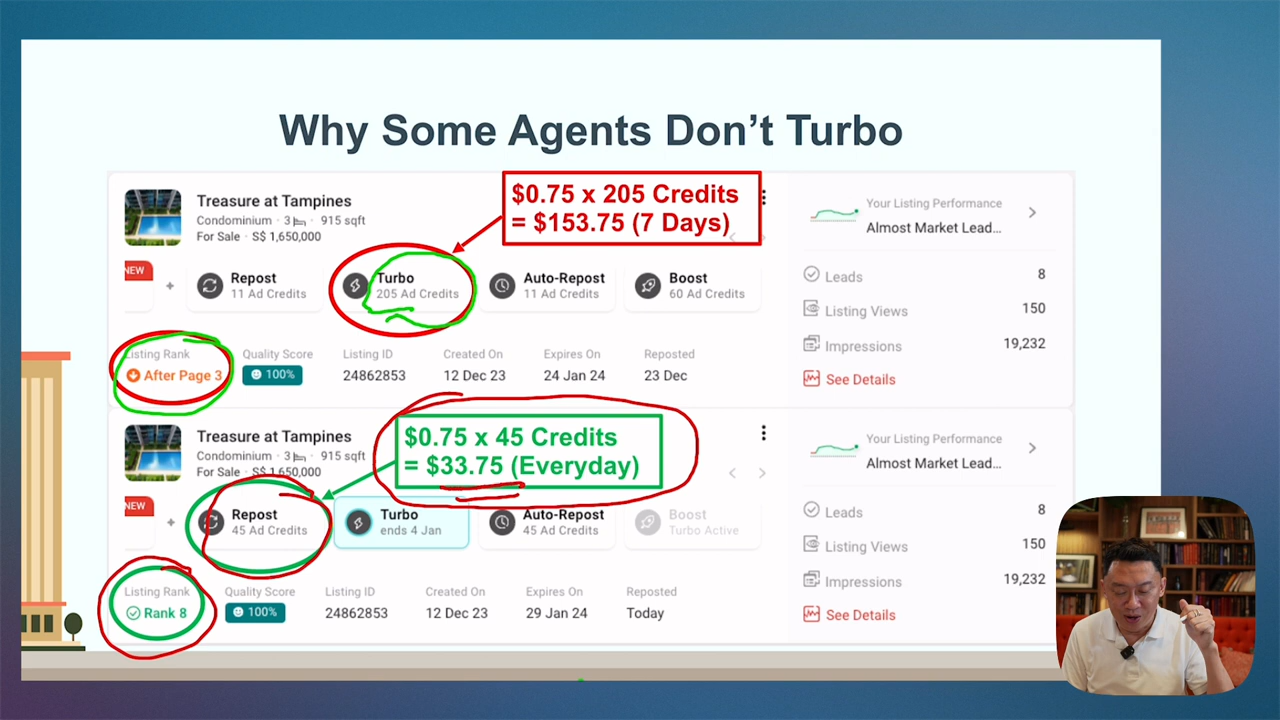 Why Some Agents Don't Turbo
$0.75 x 205 Credits
= $153.75 (7 Days)
Treasure at Tampines
Condominium · 3 · 915 sqft
For Sale · S$ 1,650,000
NEW
+
Repost
11 Ad Credits
Turbo
205 Ad Credits
Auto-Repost
11 Ad Credits
Boost
60 Ad Credits
Listing Rank
After Page 3
Quality Score
100%
Listing ID
24862853
Created On
12 Dec 23
Expires On
24 Jan 24
Reposted
23 Dec
Your Listing Performance
Almost Market Lead...
Leads 8
Listing Views 150
Impressions 19,232
See Details
$0.75 x 45 Credits
= $33.75 (Everyday)
Treasure at Tampines
Condominium · 3 · 915 sqft
For Sale · S$ 1,650,000
NEW
+
Repost
45 Ad Credits
Turbo
ends 4 Jan
Auto-Repost
45 Ad Credits
Boost
Turbo Active
Listing Rank
Rank 8
Quality Score
100%
Listing ID
24862853
Created On
12 Dec 23
Expires On
29 Jan 24
Reposted
Today
Your Listing Performance
Almost Market Lead...
Leads 8
Listing Views 150
Impressions 19,232
See Details